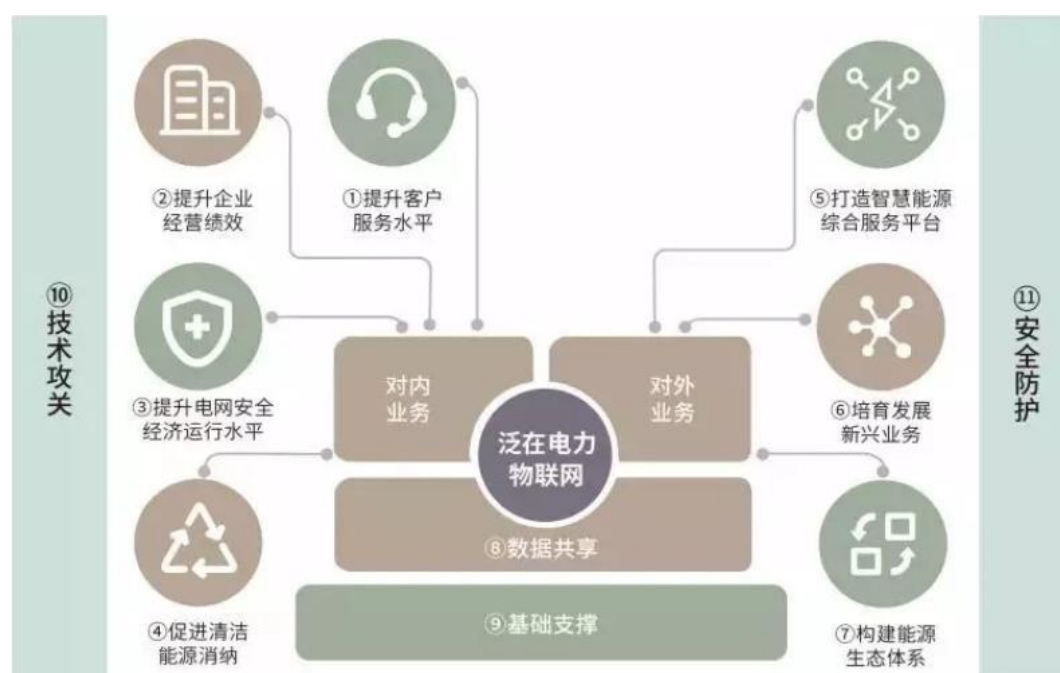 ②提升企业
经营绩效
①提升客户
服务水平
⑤打造智慧能源
综合服务平台
⑩
技术攻关
⑪
安全防护
③提升电网安全
经济运行水平
对内
业务
对外
业务
⑥培育发展
新兴业务
泛在电力
物联网
⑧数据共享
④促进清洁
能源消纳
⑨基础支撑
⑦构建能源
生态体系